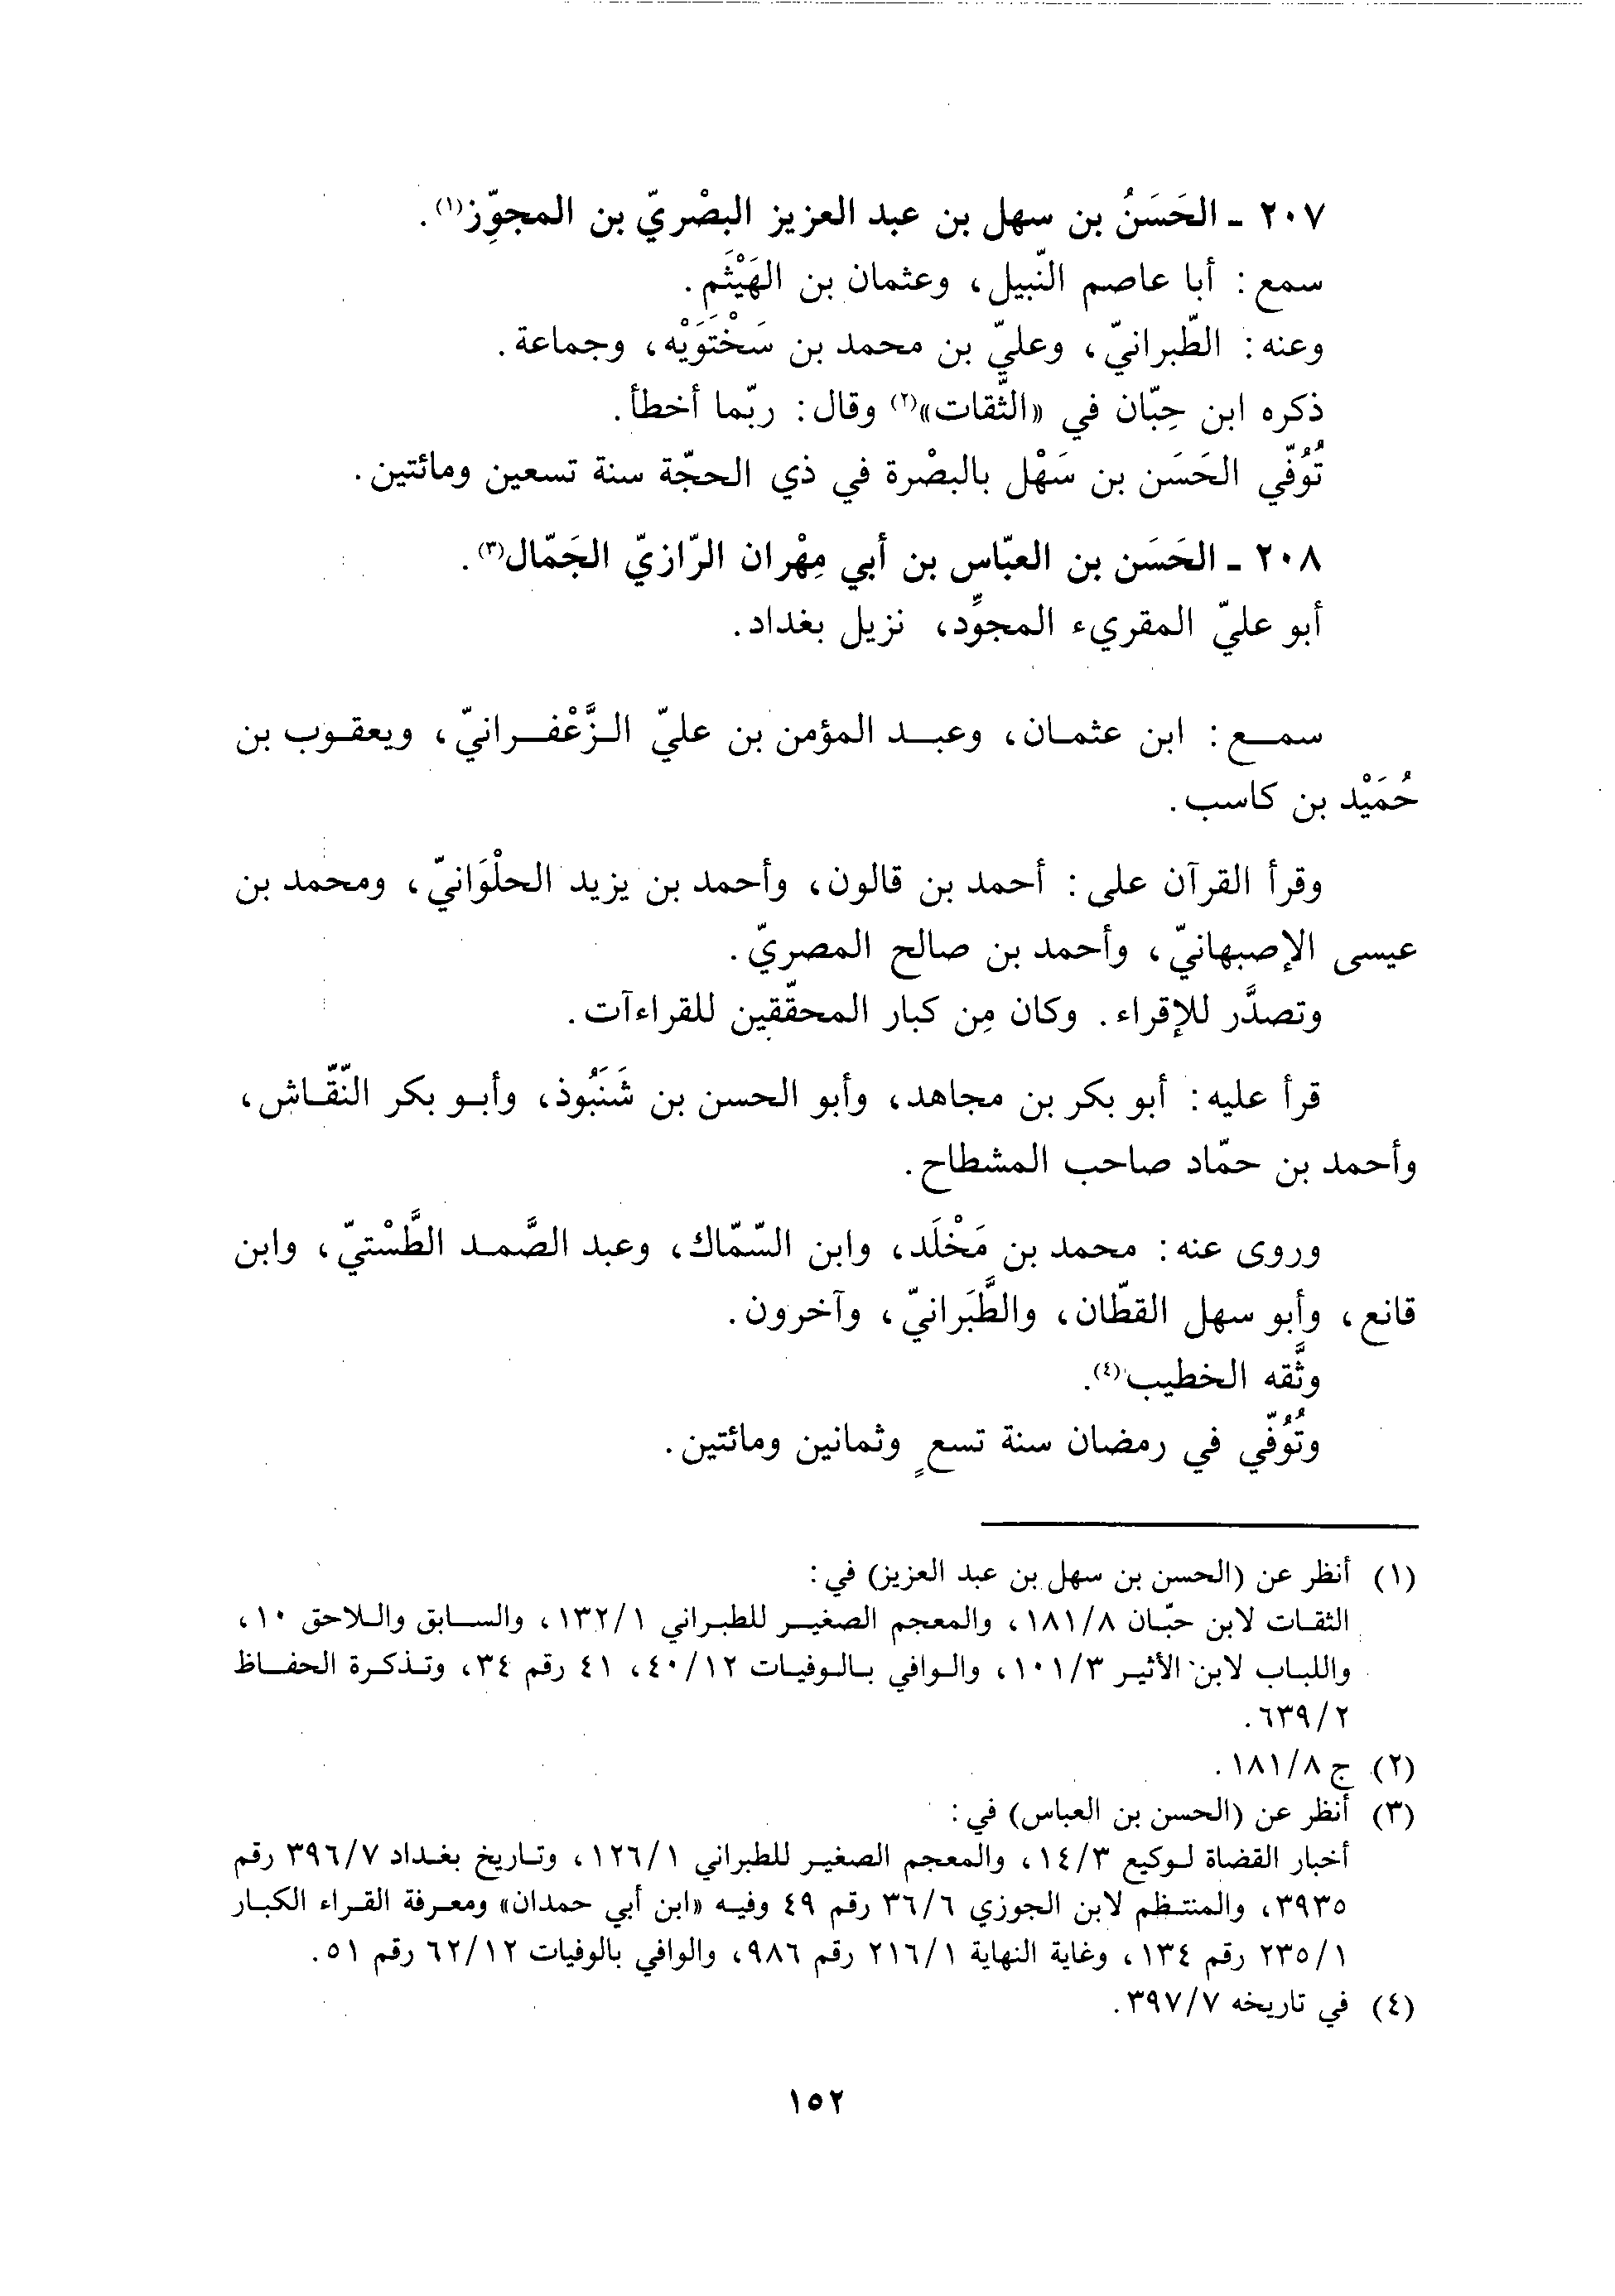 ٢٠٧ ـ الحَسَنُ بن سهل بن عبد العزيز البصْريّ بن المجوِّز(١).
سمع: أبا عاصم النّبيل، وعثمان بن الهَيْثَم.
وعنه: الطّبرانيّ، وعليّ بن محمد بن سَخْتَوَيْه، وجماعة.
ذكره ابن حِبّان في «الثّقات»(٢) وقال: ربّما أخطأ.
تُوُفّي الحَسَن بن سَهْل بالبصْرة في ذي الحجّة سنة تسعين ومائتين.
٢٠٨ ـ الحَسَن بن العبّاس بن أبي مِهْران الرّازيّ الجَمّال(٣).
أبو عليّ المقريء المجوِّد، نزيل بغداد.
سمع: ابن عثمان، وعبد المؤمن بن عليّ الزَّعْفرانيّ، ويعقوب بن
حُمَيْد بن كاسب.
وقرأ القرآن على: أحمد بن قالون، وأحمد بن يزيد الحلْوَانيّ، ومحمد بن
عيسى الإصبهانيّ، وأحمد بن صالح المصريّ.
وتصدَّر للإقراء. وكان مِن كبار المحقّقين للقراءآت.
قرأ عليه: أبو بكر بن مجاهد، وأبو الحسن بن شَنَبُوذ، وأبو بكر النّقّاش،
وأحمد بن حمّاد صاحب المشطاح.
وروى عنه: محمد بن مَخْلَد، وابن السّمّاك، وعبد الصَّمد الطَّسْتيّ، وابن
قانع، وأبو سهل القطّان، والطَّبَرانيّ، وآخرون.
وثَّقه الخطيب(٤).
وتُوُفّي في رمضان سنة تسعٍ وثمانين ومائتين.
(١) أنظر عن (الحسن بن سهل بن عبد العزيز) في:
الثقات لابن حبّان ١٨١/٨، والمعجم الصغير للطبراني ١٣٢/١، والسابق واللاحق ١٠،
واللباب لابن الأثير ١٠١/٣، والوافي بالوفيات ٤٠/١٢، ٤١ رقم ٣٤، وتذكرة الحفاظ
٦٣٩/٢.
(٢) ج ١٨١/٨.
(٣) أنظر عن (الحسن بن العباس) في:
أخبار القضاة لوكيع ١٤/٣، والمعجم الصغير للطبراني ١٢٦/١، وتاريخ بغداد ٣٩٦/٧ رقم
٣٩٣٥، والمنتظم لابن الجوزي ٣٦/٦ رقم ٤٩ وفيه «ابن أبي حمدان» ومعرفة القراء الكبار
٢٣٥/١ رقم ١٣٤، وغاية النهاية ٢١٦/١ رقم ٩٨٦، والوافي بالوفيات ٦٢/١٢ رقم ٥١.
(٤) في تاريخه ٣٩٧/٧.
١٥٢